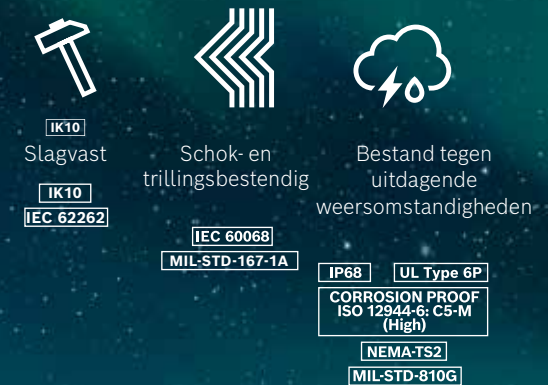 IK10
Slagvast
IK10
IEC 62262
Schok- en
trillingsbestendig
IEC 60068
MIL-STD-167-1A
Bestand tegen
uitdagende
weersomstandigheden
IP68 UL Type 6P
CORROSION PROOF
ISO 12944-6: C5-M
(High)
NEMA-TS2
MIL-STD-810G